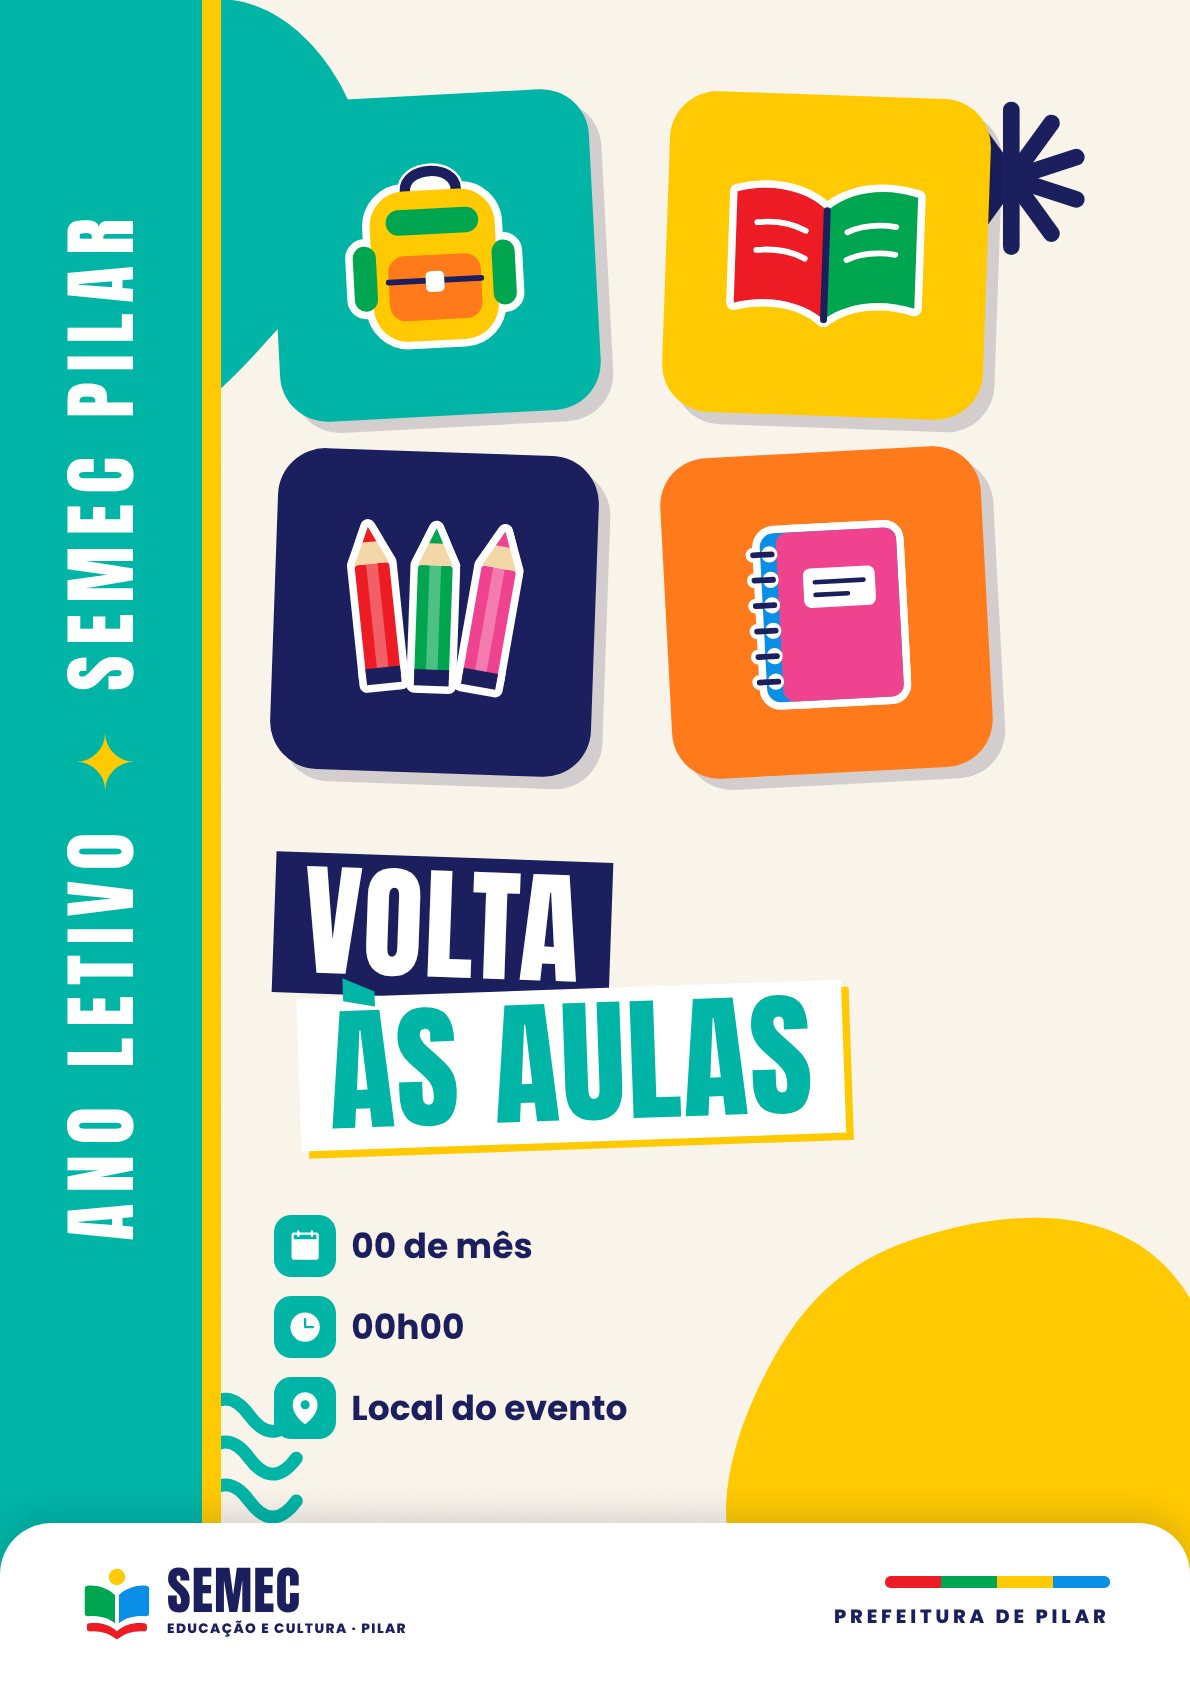 ANO LETIVO ✦ SEMEC PILAR
VOLTA
ÀS AULAS
00 de mês
00h00
Local do evento
SEMEC
EDUCAÇÃO E CULTURA · PILAR
PREFEITURA DE PILAR